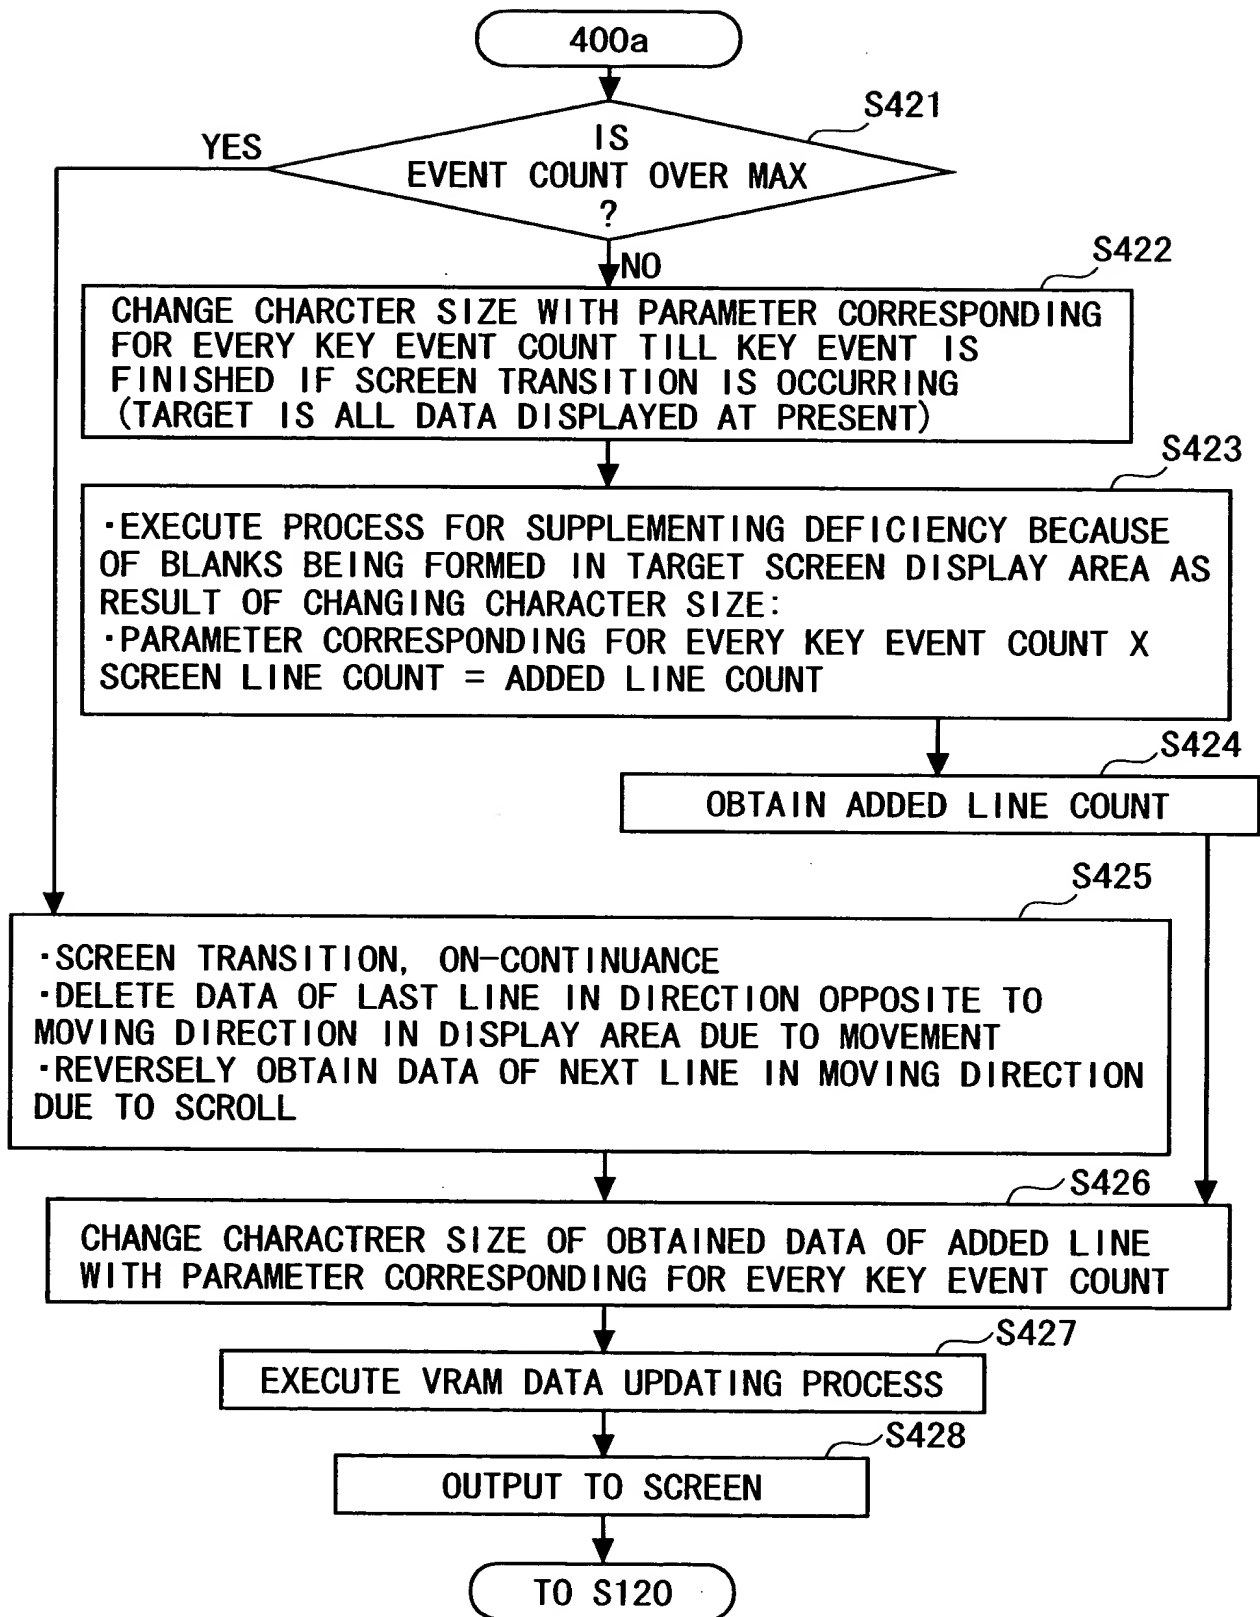 400a
S421
YES
IS
EVENT COUNT OVER MAX
?
NO
S422
CHANGE CHARCTER SIZE WITH PARAMETER CORRESPONDING
FOR EVERY KEY EVENT COUNT TILL KEY EVENT IS
FINISHED IF SCREEN TRANSITION IS OCCURRING
(TARGET IS ALL DATA DISPLAYED AT PRESENT)
S423
·EXECUTE PROCESS FOR SUPPLEMENTING DEFICIENCY BECAUSE
OF BLANKS BEING FORMED IN TARGET SCREEN DISPLAY AREA AS
RESULT OF CHANGING CHARACTER SIZE:
·PARAMETER CORRESPONDING FOR EVERY KEY EVENT COUNT X
SCREEN LINE COUNT = ADDED LINE COUNT
S424
OBTAIN ADDED LINE COUNT
S425
·SCREEN TRANSITION, ON-CONTINUANCE
·DELETE DATA OF LAST LINE IN DIRECTION OPPOSITE TO
MOVING DIRECTION IN DISPLAY AREA DUE TO MOVEMENT
·REVERSELY OBTAIN DATA OF NEXT LINE IN MOVING DIRECTION
DUE TO SCROLL
S426
CHANGE CHARACTRER SIZE OF OBTAINED DATA OF ADDED LINE
WITH PARAMETER CORRESPONDING FOR EVERY KEY EVENT COUNT
S427
EXECUTE VRAM DATA UPDATING PROCESS
S428
OUTPUT TO SCREEN
TO S120